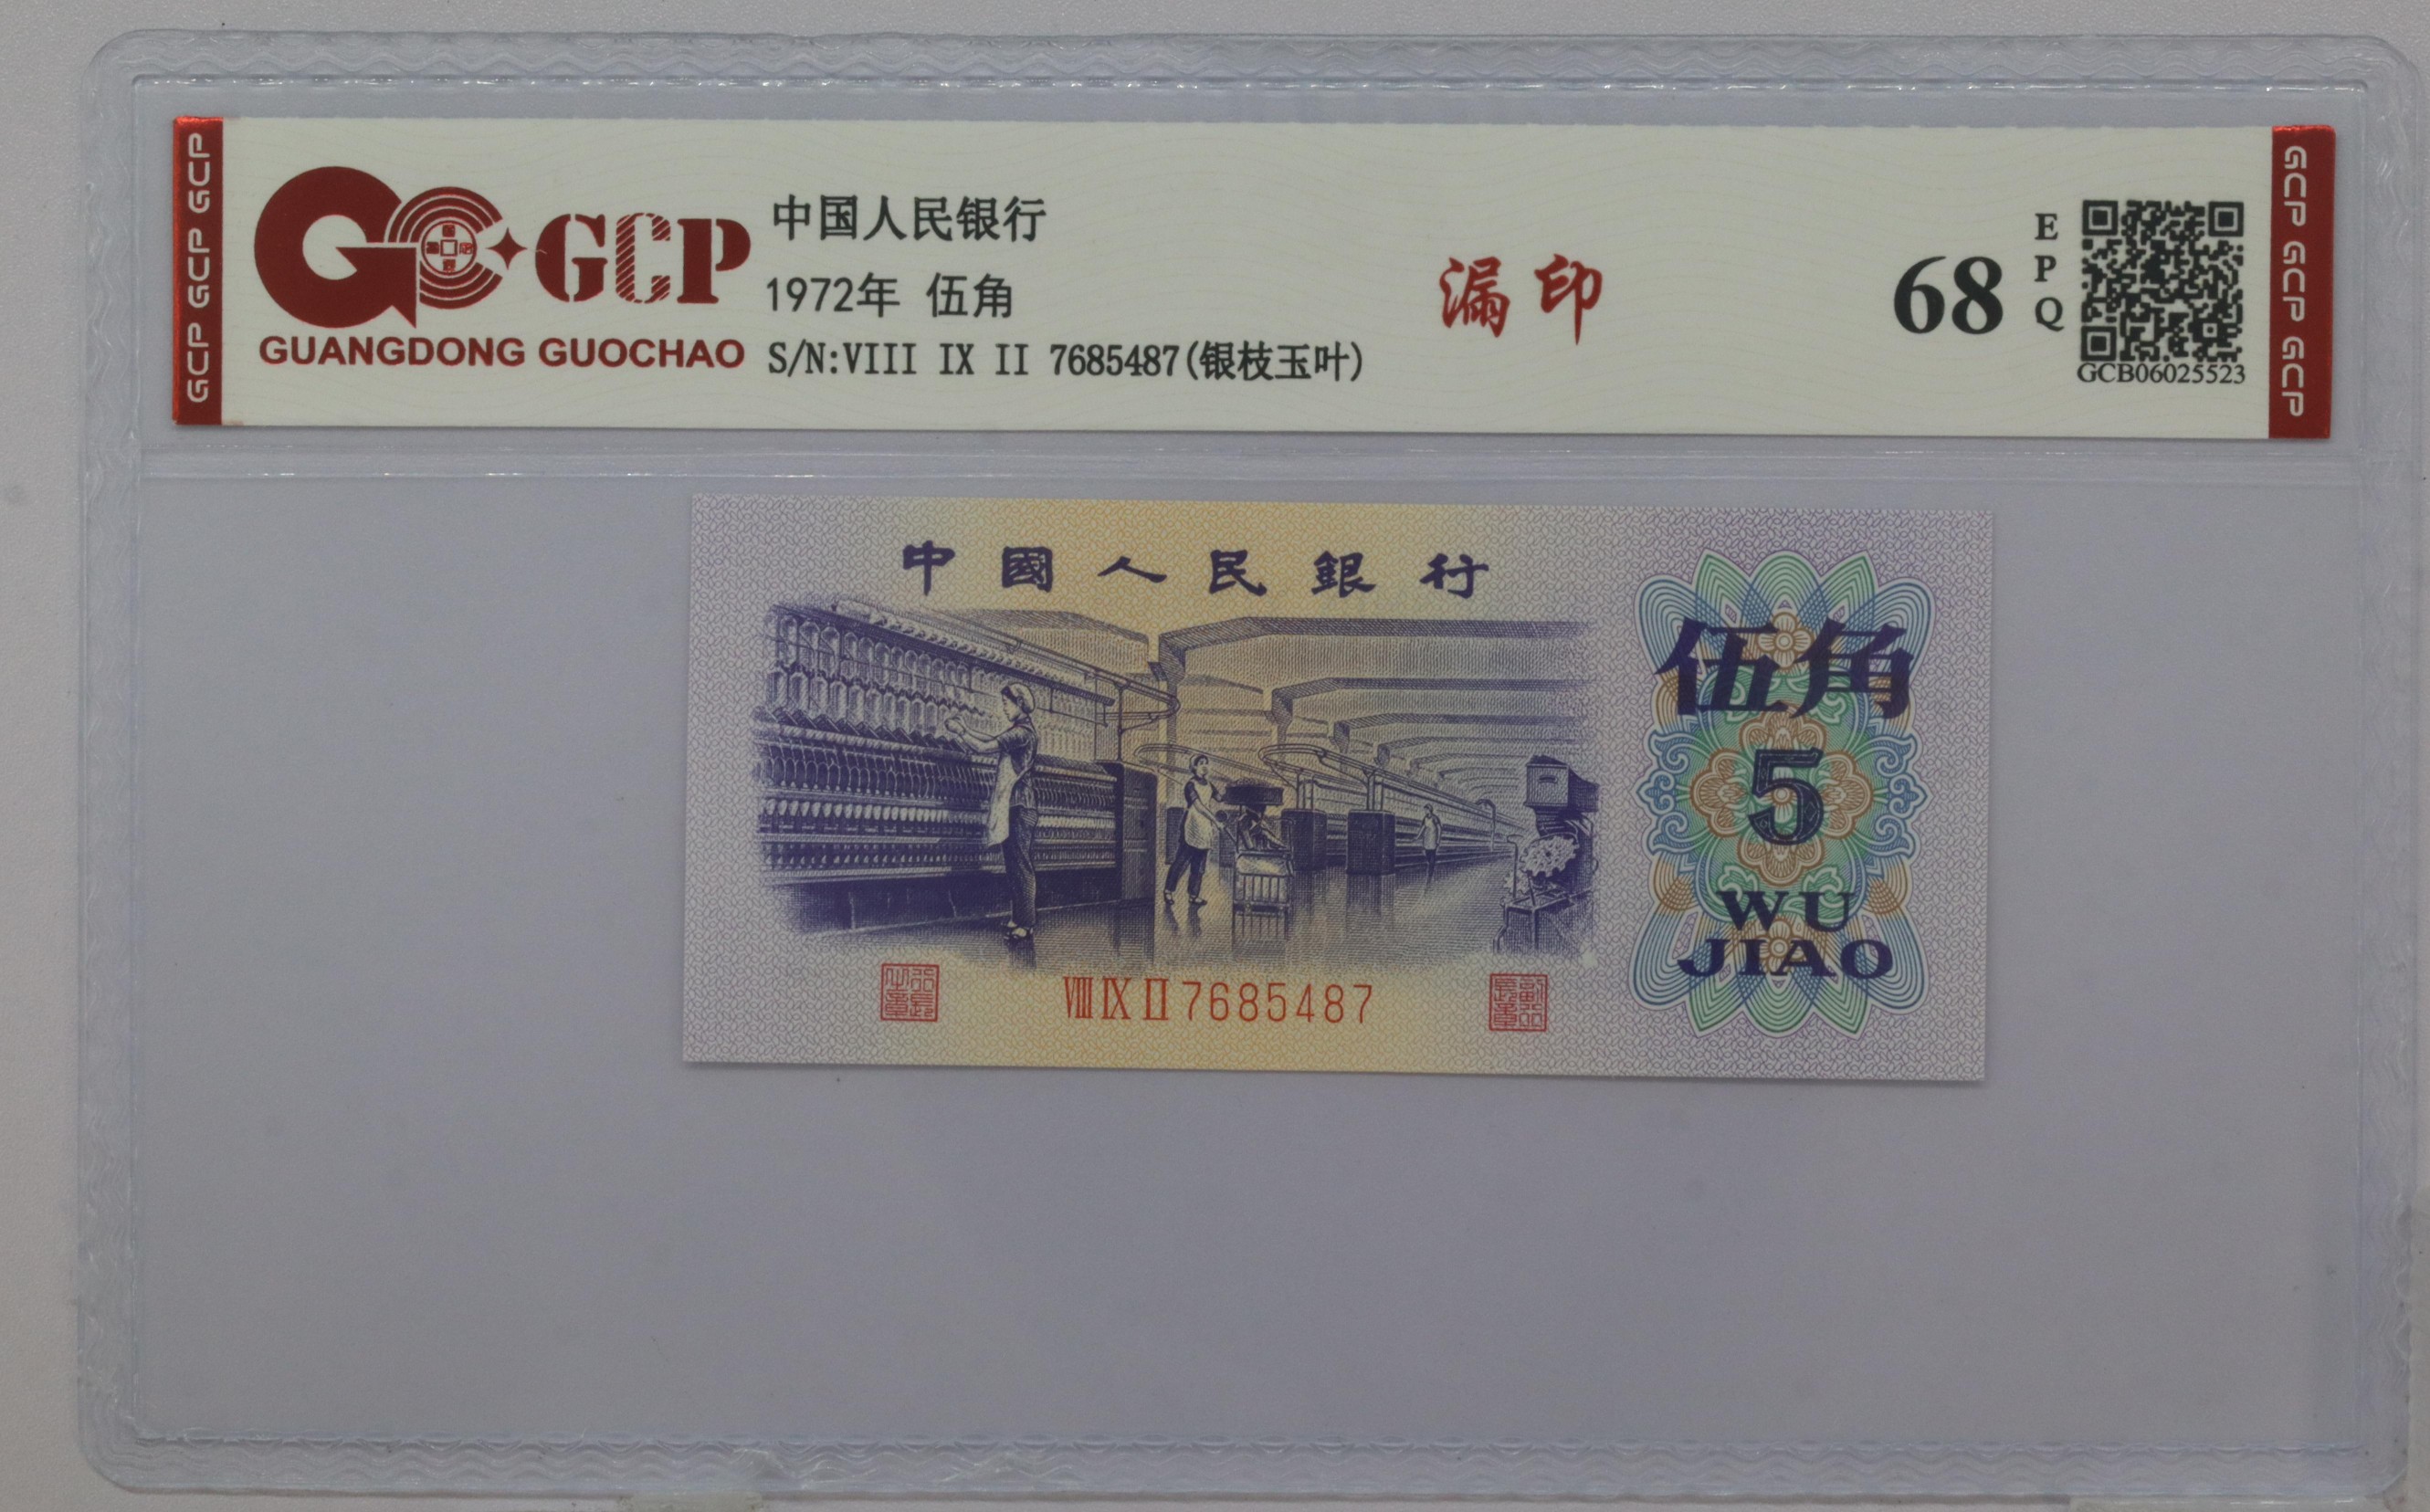 GCP GCP GCP
GCP
GUANGDONG GUOCHAO
中国人民银行
1972年 伍角
S/N:VIII IX II 7685487(银枝玉叶)
漏印
68
EPQ
GCB06025523
GCP GCP GCP
中國人民銀行
伍角
5
WU
JIAO
VIII IX II 7685487